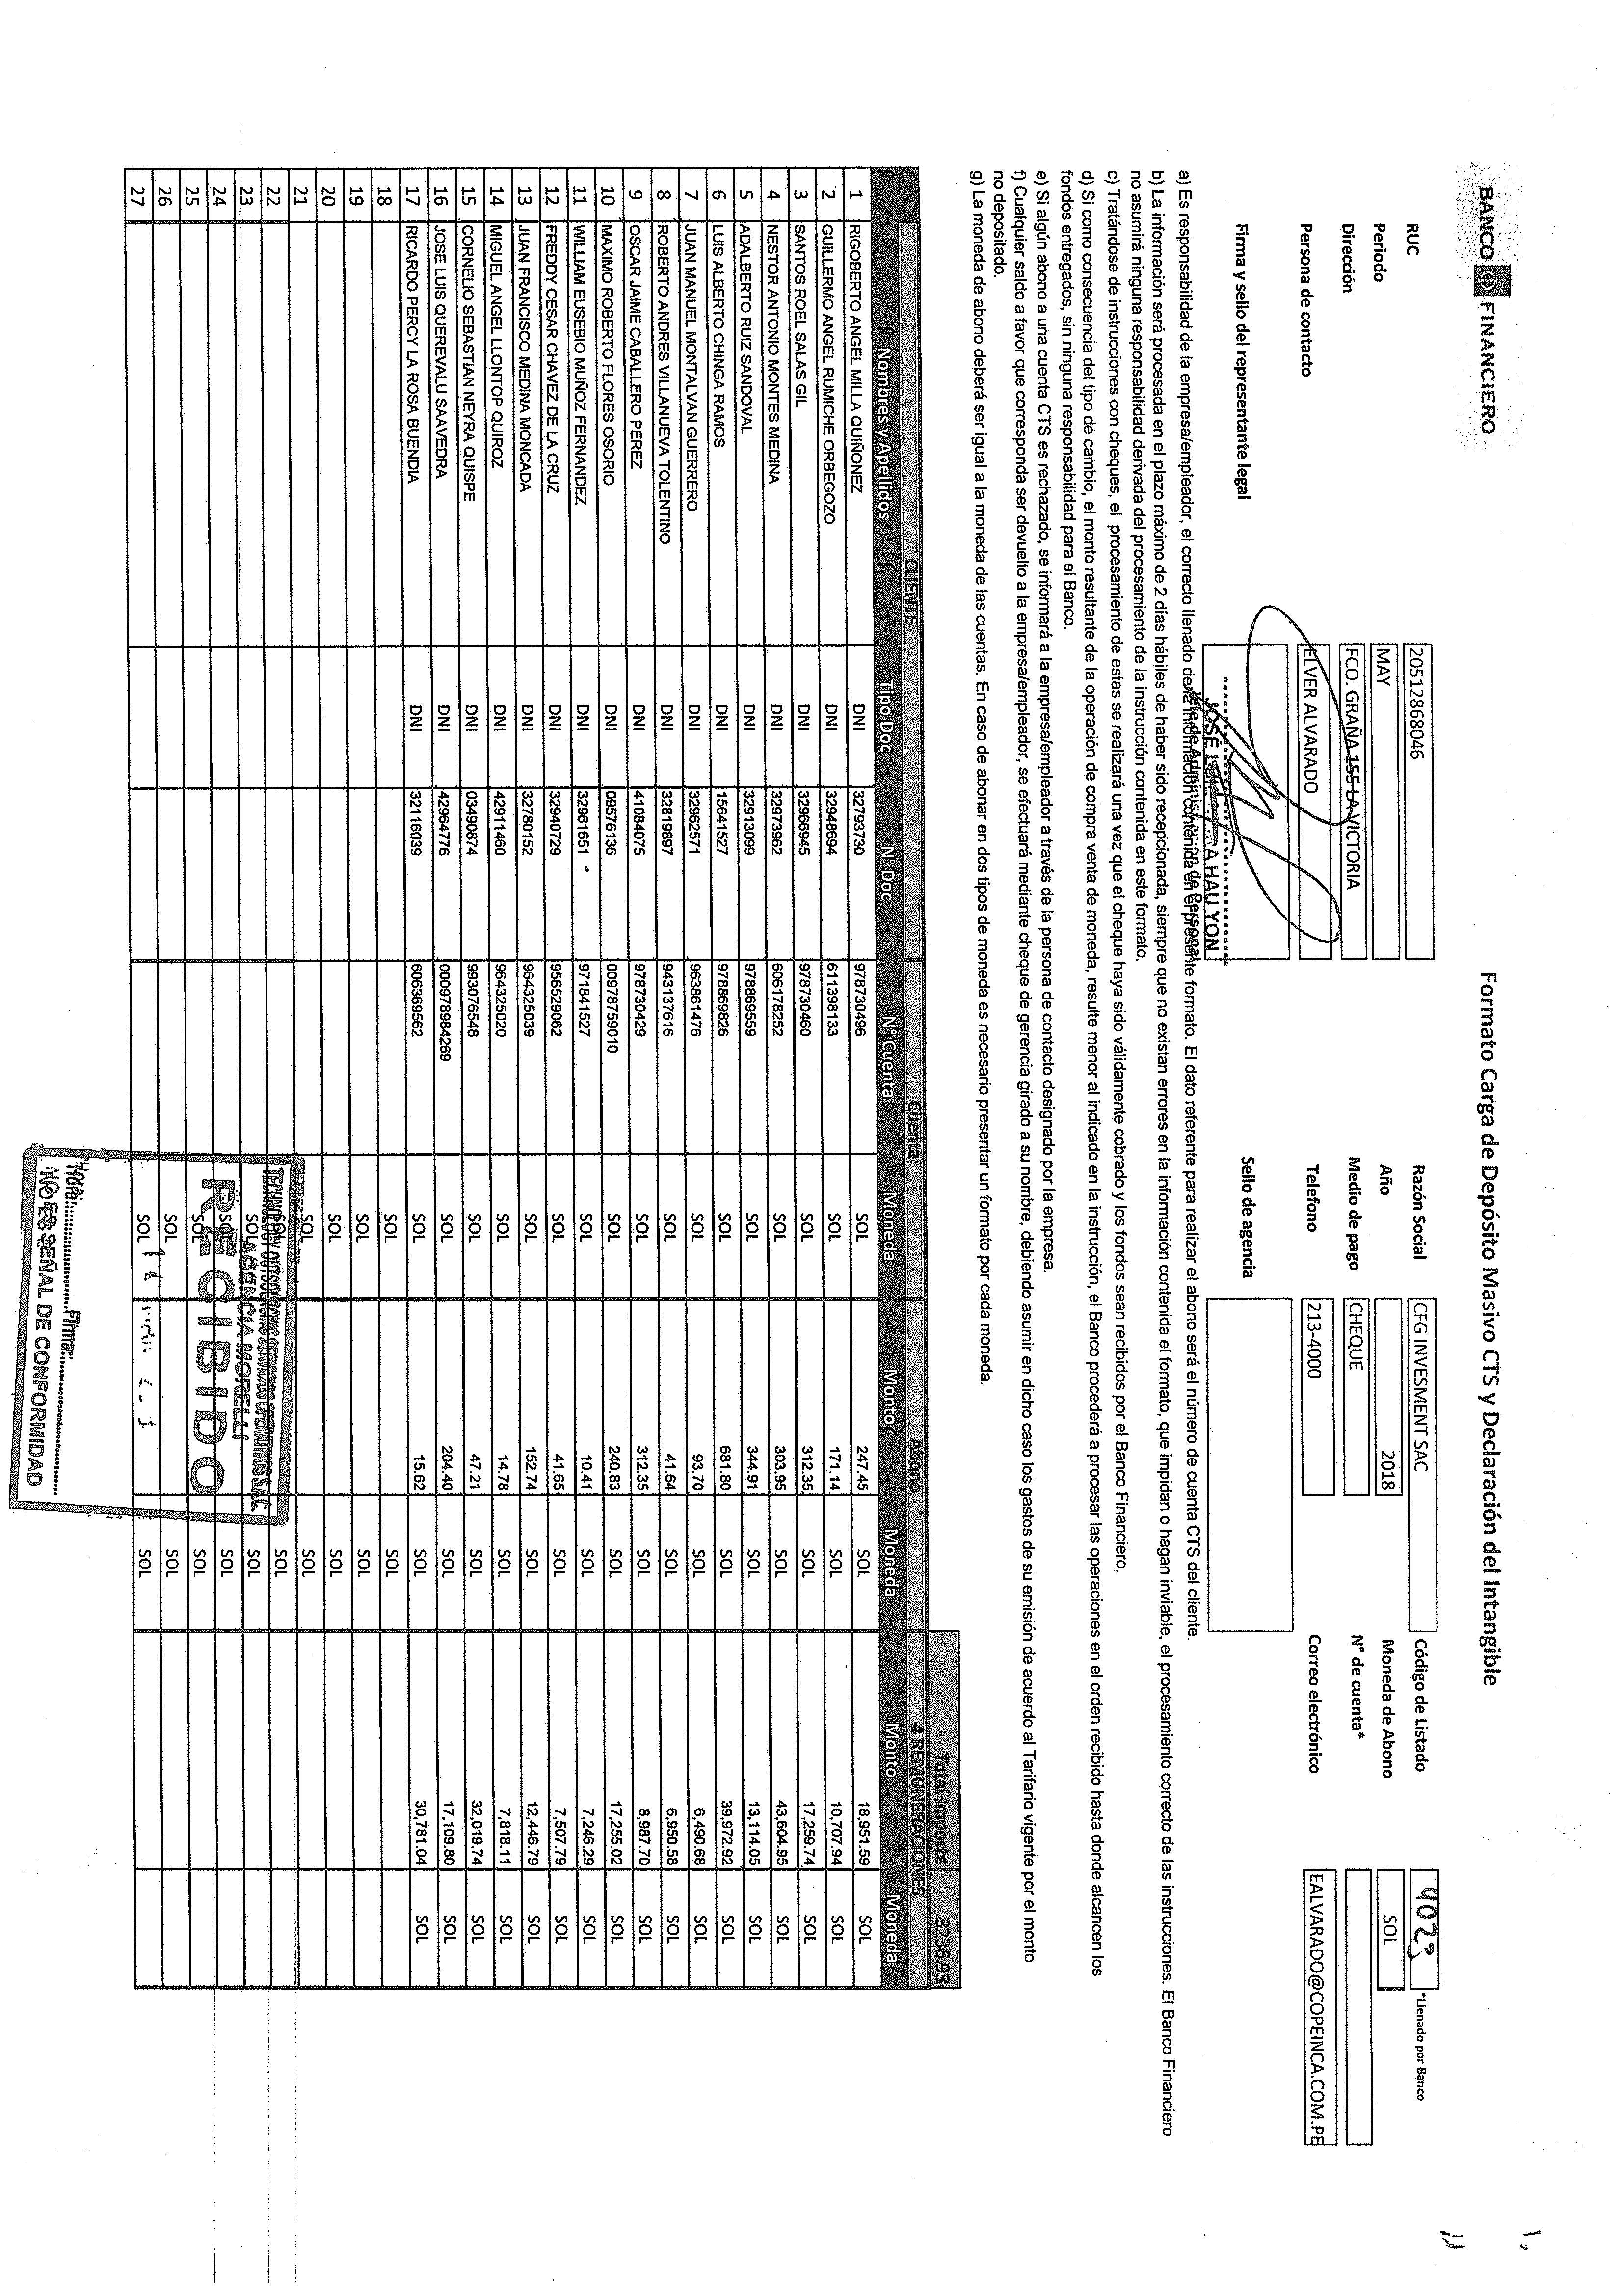 BANCO FINANCIERO
Formato Carga de Depósito Masivo CTS y Declaración del Intangible
RUC 20512868046 Razón Social CFG INVESMENT SAC Código de Listado 4023 *Llenado por Banco
Periodo MAY Año 2018 Moneda de Abono SOL
Dirección FCO. GRAÑA 155 LA VICTORIA Medio de pago CHEQUE N° de cuenta*
Persona de contacto ELVER ALVARADO Telefono 213-4000 Correo electrónico EALVARADO@COPEINCA.COM.PE
Firma y sello del representante legal Sello de agencia
JOSÉ HAU YON
Jefe de Administración de Personal
a) Es responsabilidad de la empresa/empleador, el correcto llenado de la información contenida en el presente formato. El dato referente para realizar el abono será el número de cuenta CTS del cliente.
b) La información será procesada en el plazo máximo de 2 días hábiles de haber sido recepcionada, siempre que no existan errores en la información contenida el formato, que impidan o hagan inviable, el procesamiento correcto de las instrucciones. El Banco Financiero
no asumirá ninguna responsabilidad derivada del procesamiento de la instrucción contenida en este formato.
c) Tratándose de instrucciones con cheques, el procesamiento de estas se realizará una vez que el cheque haya sido válidamente cobrado y los fondos sean recibidos por el Banco Financiero.
d) Si como consecuencia del tipo de cambio, el monto resultante de la operación de compra venta de moneda, resulte menor al indicado en la instrucción, el Banco procederá a procesar las operaciones en el orden recibido hasta donde alcancen los
fondos entregados, sin ninguna responsabilidad para el Banco.
e) Si algún abono a una cuenta CTS es rechazado, se informará a la empresa/empleador a través de la persona de contacto designado por la empresa.
f) Cualquier saldo a favor que corresponda ser devuelto a la empresa/empleador, se efectuará mediante cheque de gerencia girado a su nombre, debiendo asumir en dicho caso los gastos de su emisión de acuerdo al Tarifario vigente por el monto
no depositado.
g) La moneda de abono deberá ser igual a la moneda de las cuentas. En caso de abonar en dos tipos de moneda es necesario presentar un formato por cada moneda.
Total Importe 3236.93
CLIENTE Cuenta Abono 4 REMUNERACIONES
Nombres y Apellidos Tipo Doc N° Doc N° Cuenta Moneda Monto Moneda Monto Moneda
1 RIGOBERTO ANGEL MILLA QUIÑONEZ DNI 32793730 978730496 SOL 247.45 SOL 18,951.59 SOL
2 GUILLERMO ANGEL RUMICHE ORBEGOZO DNI 32948694 611398133 SOL 171.14 SOL 10,707.94 SOL
3 SANTOS ROEL SALAS GIL DNI 32966945 978730460 SOL 312.35 SOL 17,259.74 SOL
4 NESTOR ANTONIO MONTES MEDINA DNI 32973962 606178252 SOL 303.95 SOL 43,604.95 SOL
5 ADALBERTO RUIZ SANDOVAL DNI 32913099 978869559 SOL 344.91 SOL 13,114.05 SOL
6 LUIS ALBERTO CHINGA RAMOS DNI 15641527 978869826 SOL 681.80 SOL 39,972.92 SOL
7 JUAN MANUEL MONTALVAN GUERRERO DNI 32962571 963861476 SOL 93.70 SOL 6,490.68 SOL
8 ROBERTO ANDRES VILLANUEVA TOLENTINO DNI 32819897 943137616 SOL 41.64 SOL 6,950.58 SOL
9 OSCAR JAIME CABALLERO PEREZ DNI 41084075 978730429 SOL 312.35 SOL 8,987.70 SOL
10 MAXIMO ROBERTO FLORES OSORIO DNI 09576136 000978759010 SOL 240.83 SOL 17,255.02 SOL
11 WILLIAM EUSEBIO MUÑOZ FERNANDEZ DNI 32961651 971841527 SOL 10.41 SOL 7,246.29 SOL
12 FREDDY CESAR CHAVEZ DE LA CRUZ DNI 32940729 956529062 SOL 41.65 SOL 7,507.79 SOL
13 JUAN FRANCISCO MEDINA MONCADA DNI 32780152 964325039 SOL 152.74 SOL 12,446.79 SOL
14 MIGUEL ANGEL LLONTOP QUIROZ DNI 42911460 964325020 SOL 14.78 SOL 7,818.11 SOL
15 CORNELIO SEBASTIAN NEYRA QUISPE DNI 03490874 993076548 SOL 47.21 SOL 32,019.74 SOL
16 JOSE LUIS QUEREVALU SAAVEDRA DNI 42964776 000978984269 SOL 204.40 SOL 17,109.80 SOL
17 RICARDO PERCY LA ROSA BUENDIA DNI 32116039 606369562 SOL 15.62 SOL 30,781.04 SOL
18 SOL SOL
19 SOL SOL
20 SOL SOL
21 SOL SOL
22 SOL SOL
23 SOL SOL
24 SOL SOL
25 SOL SOL
26 SOL SOL
27 SOL SOL
AGENCIA MORELLI
RECIBIDO
Hora: Firma:
NO ES SEÑAL DE CONFORMIDAD